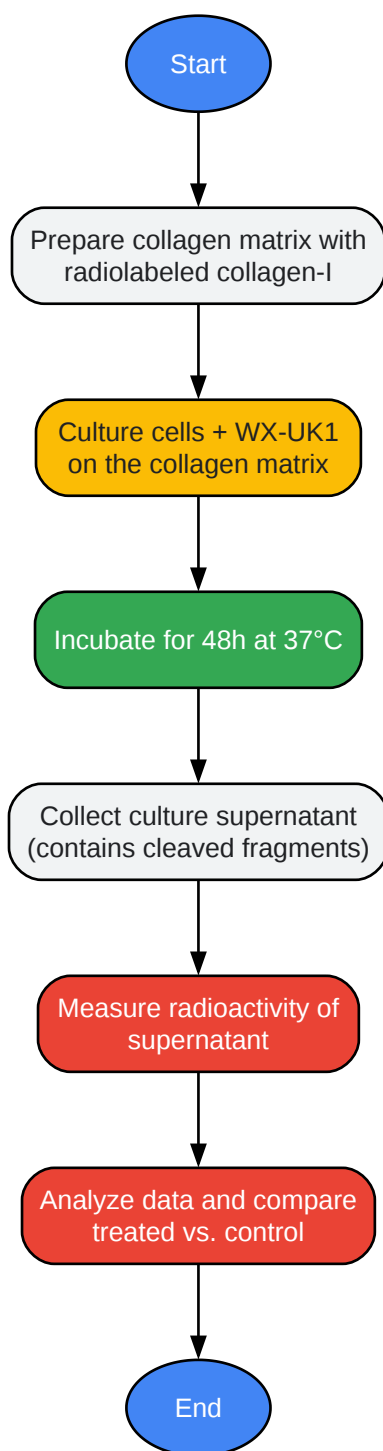 Start
Prepare collagen matrix with
radiolabeled collagen-I
Culture cells + WX-UK1
on the collagen matrix
Incubate for 48h at 37°C
Collect culture supernatant
(contains cleaved fragments)
Measure radioactivity of
supernatant
Analyze data and compare
treated vs. control
End